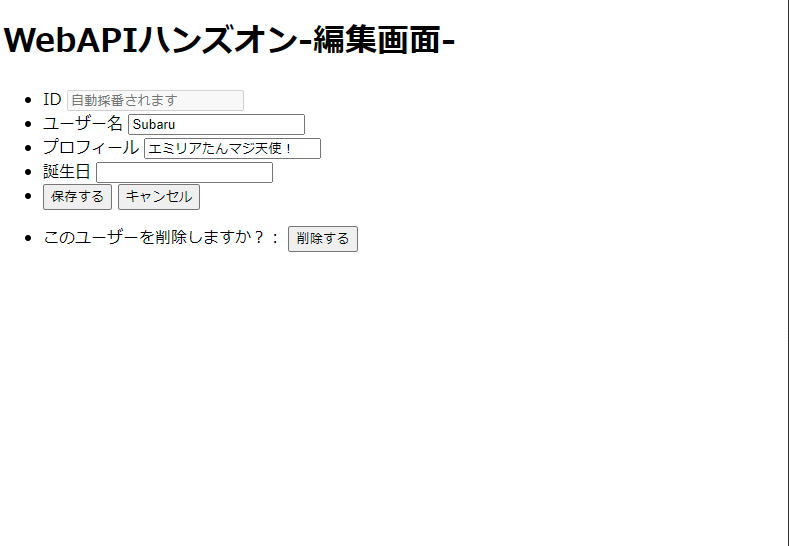 WebAPIハンズオン-編集画面-
ID 自動採番されます
ユーザー名 Subaru
プロフィール エミリアたんマジ天使！
誕生日
保存する キャンセル
このユーザーを削除しますか？： 削除する